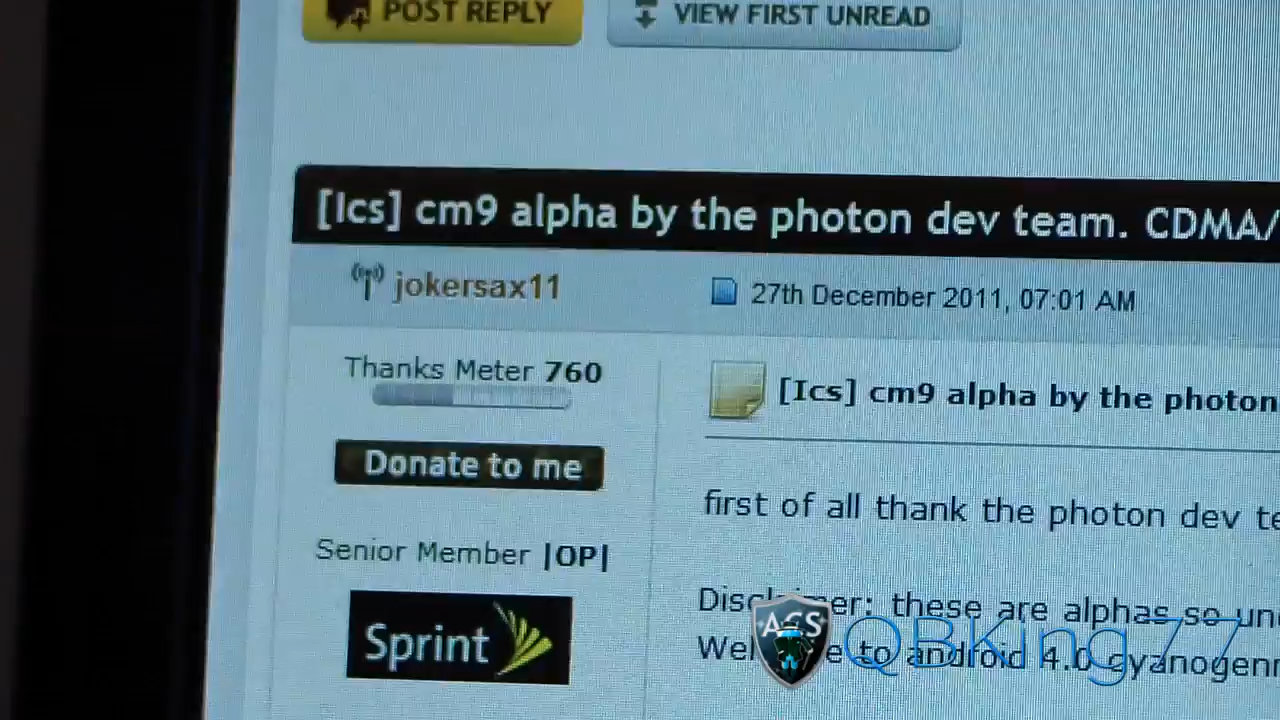 POST REPLY
VIEW FIRST UNREAD
[Ics] cm9 alpha by the photon dev team. CDMA/
jokersax11
27th December 2011, 07:01 AM
Thanks Meter 760
[Ics] cm9 alpha by the photon
Donate to me
first of all thank the photon dev te
Senior Member |OP|
these are alphas so un
to android 4.0 cyanogen
Sprint
ACS
QBKing77